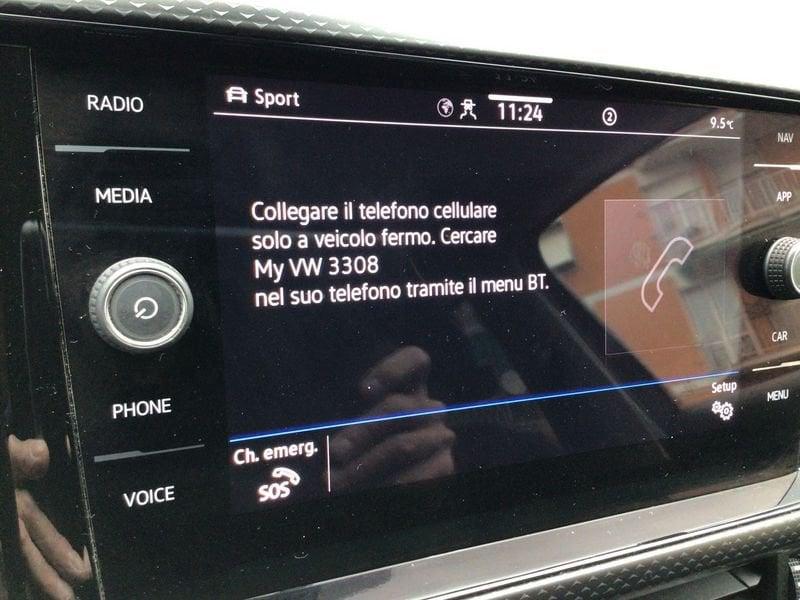 RADIO
MEDIA
PHONE
VOICE
Sport
11:24
2
9.5°C
Collegare il telefono cellulare
solo a veicolo fermo. Cercare
My VW 3308
nel suo telefono tramite il menu BT.
Setup
Ch. emerg.
SOS
NAV
APP
CAR
MENU